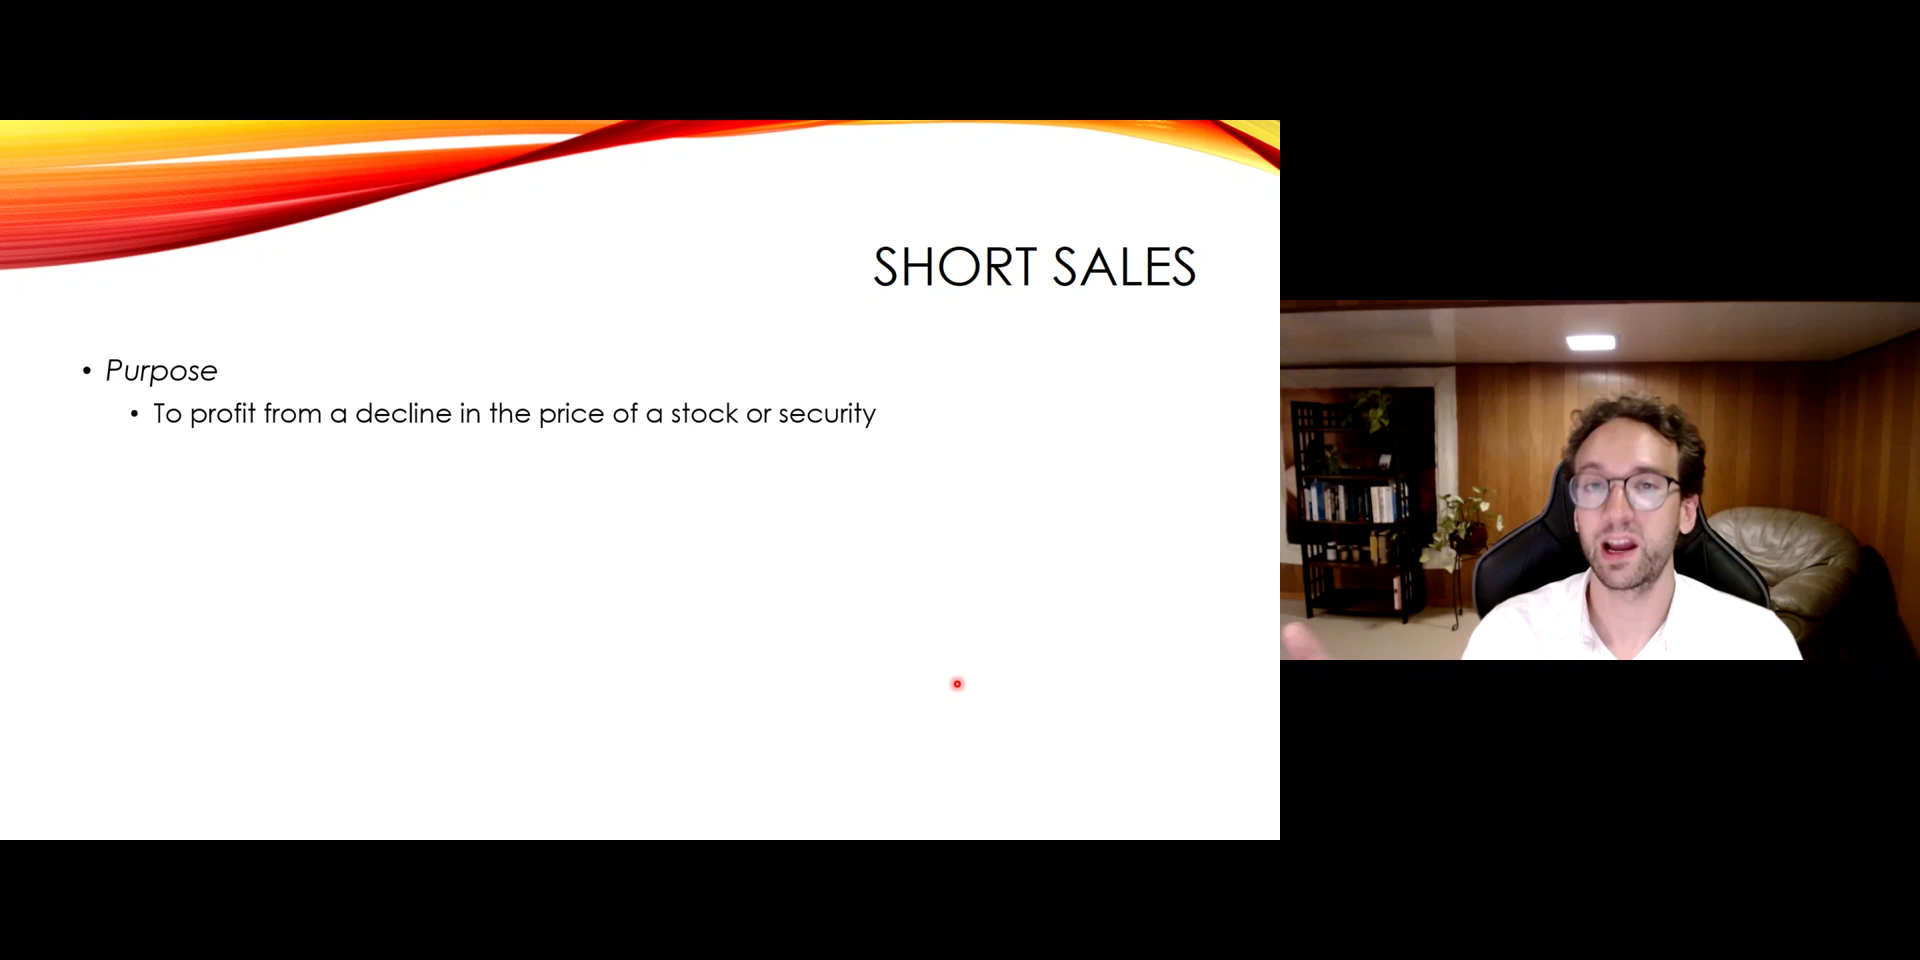 SHORT SALES
• Purpose
• To profit from a decline in the price of a stock or security